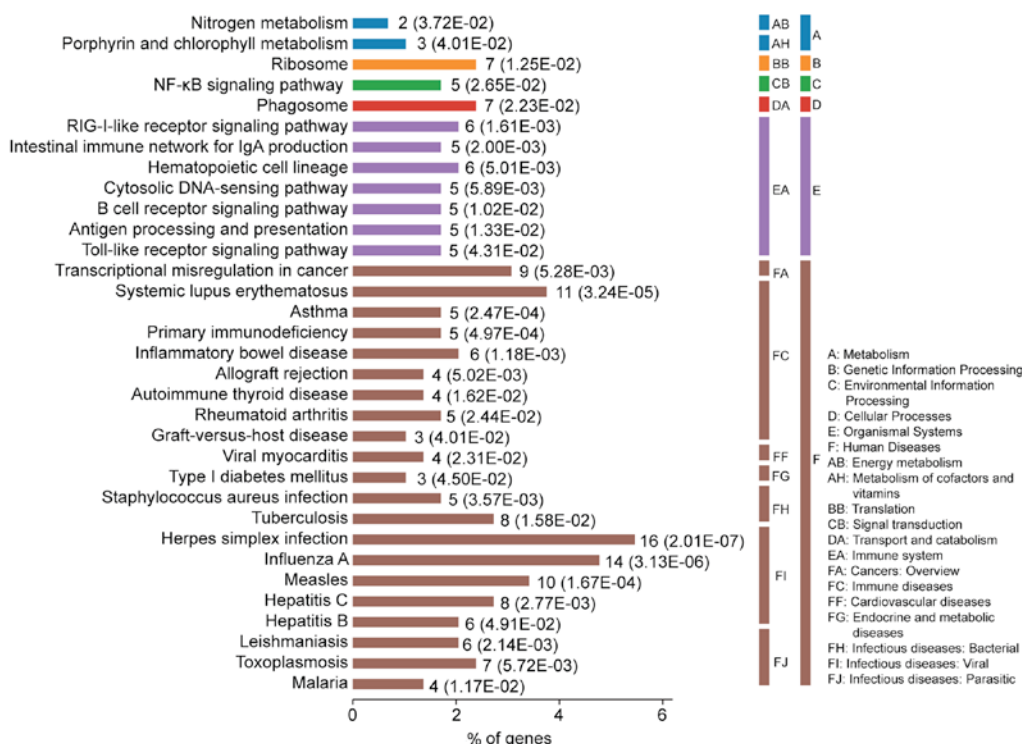 Nitrogen metabolism 2 (3.72E-02) AB
A
Porphyrin and chlorophyll metabolism 3 (4.01E-02) AH
Ribosome 7 (1.25E-02) BB B
NF-κB signaling pathway 5 (2.65E-02) CB C
Phagosome 7 (2.23E-02) DA D
RIG-I-like receptor signaling pathway 6 (1.61E-03)
Intestinal immune network for IgA production 5 (2.00E-03)
Hematopoietic cell lineage 6 (5.01E-03)
Cytosolic DNA-sensing pathway 5 (5.89E-03) EA E
B cell receptor signaling pathway 5 (1.02E-02)
Antigen processing and presentation 5 (1.33E-02)
Toll-like receptor signaling pathway 5 (4.31E-02)
Transcriptional misregulation in cancer 9 (5.28E-03) FA
Systemic lupus erythematosus 11 (3.24E-05)
Asthma 5 (2.47E-04)
Primary immunodeficiency 5 (4.97E-04)
Inflammatory bowel disease 6 (1.18E-03) FC
Allograft rejection 4 (5.02E-03)
Autoimmune thyroid disease 4 (1.62E-02)
Rheumatoid arthritis 5 (2.44E-02)
Graft-versus-host disease 3 (4.01E-02)
Viral myocarditis 4 (2.31E-02) FF F
Type I diabetes mellitus 3 (4.50E-02) FG
Staphylococcus aureus infection 5 (3.57E-03) FH
Tuberculosis 8 (1.58E-02)
Herpes simplex infection 16 (2.01E-07)
Influenza A 14 (3.13E-06)
Measles 10 (1.67E-04) FI
Hepatitis C 8 (2.77E-03)
Hepatitis B 6 (4.91E-02)
Leishmaniasis 6 (2.14E-03)
Toxoplasmosis 7 (5.72E-03) FJ
Malaria 4 (1.17E-02)
0 2 4 6
% of genes
A: Metabolism
B: Genetic Information Processing
C: Environmental Information
Processing
D: Cellular Processes
E: Organismal Systems
F: Human Diseases
AB: Energy metabolism
AH: Metabolism of cofactors and
vitamins
BB: Translation
CB: Signal transduction
DA: Transport and catabolism
EA: Immune system
FA: Cancers: Overview
FC: Immune diseases
FF: Cardiovascular diseases
FG: Endocrine and metabolic
diseases
FH: Infectious diseases: Bacterial
FI: Infectious diseases: Viral
FJ: Infectious diseases: Parasitic